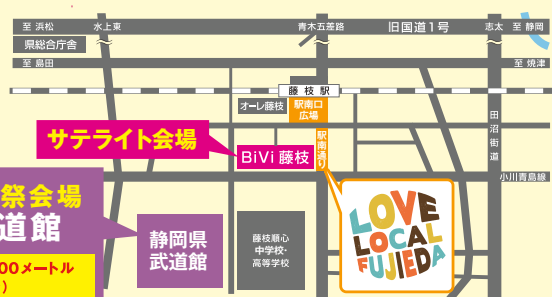 至 浜松
水上東
青木五差路
旧国道1号
志太
至 静岡
県総合庁舎
至 島田
至 焼津
藤枝駅
オーレ藤枝
駅南口
広場
サテライト会場
駅南通り
田沼街道
BiVi 藤枝
小川青島線
祭会場
道館
00メートル
)
静岡県
武道館
藤枝順心
中学校・
高等学校
LOVE
LOCAL
FUJIEDA